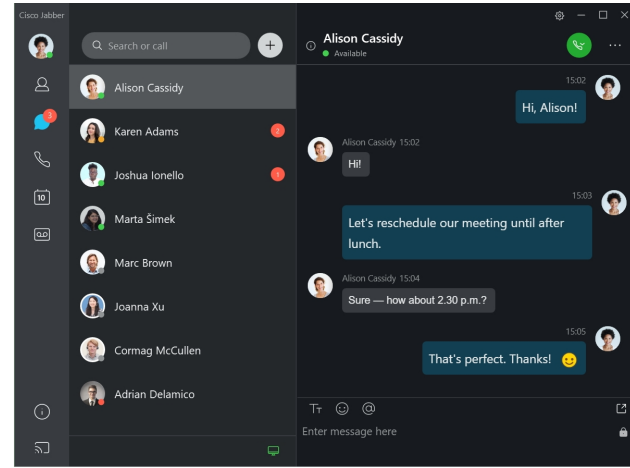 Cisco Jabber
Search or call
3
10
Alison Cassidy
Karen Adams
2
Joshua Ionello
1
Marta Šimek
Marc Brown
Joanna Xu
Cormag McCullen
Adrian Delamico
Alison Cassidy
Available
15:02
Hi, Alison!
Alison Cassidy 15:02
Hi!
15:03
Let's reschedule our meeting until after
lunch.
Alison Cassidy 15:04
Sure — how about 2.30 p.m.?
15:05
That's perfect. Thanks!
Enter message here